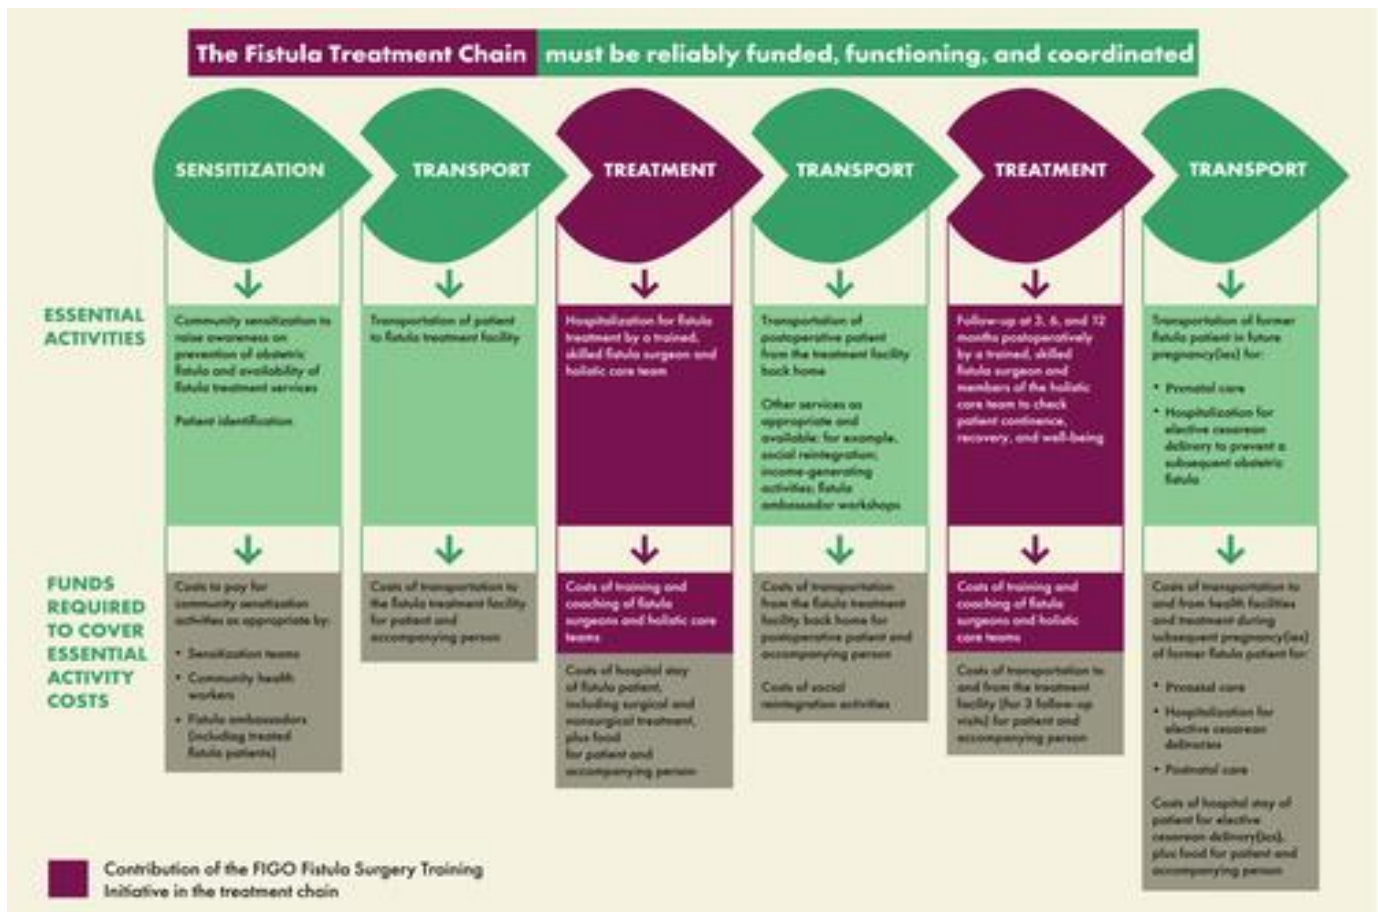 The Fistula Treatment Chain must be reliably funded, functioning, and coordinated
SENSITIZATION
TRANSPORT
TREATMENT
TRANSPORT
TREATMENT
TRANSPORT
ESSENTIAL
ACTIVITIES
Community sensitization to
raise awareness on
prevention of obstetric
fistula and availability of
fistula treatment services
Patient identification
Transportation of patient
to fistula treatment facility
Hospitalization for fistula
treatment by a trained,
skilled fistula surgeon and
holistic care team
Transportation of
postoperative patient
from the treatment facility
back home
Other services as
appropriate and
available: for example,
social reintegration;
income-generating
activities; fistula
ambassador workshops
Follow-up at 3, 6, and 12
months postoperatively
by a trained, skilled
fistula surgeon and
members of the holistic
care team to check
patient continence,
recovery, and well-being
Transportation of former
fistula patient in future
pregnancy(ies) for:
• Prenatal care
• Hospitalization for
elective cesarean
delivery to prevent a
subsequent obstetric
fistula
FUNDS
REQUIRED
TO COVER
ESSENTIAL
ACTIVITY
COSTS
Costs to pay for
community sensitization
activities as appropriate by:
• Sensitization teams
• Community health
workers
• Fistula ambassadors
(including treated
fistula patients)
Costs of transportation to
the fistula treatment facility
for patient and
accompanying person
Costs of training and
coaching of fistula
surgeons and holistic care
teams
Costs of hospital stay
of fistula patient,
including surgical and
nonsurgical treatment,
plus food
for patient and
accompanying person
Costs of transportation
from the fistula treatment
facility back home for
postoperative patient and
accompanying person
Costs of social
reintegration activities
Costs of training and
coaching of fistula
surgeons and holistic
care teams
Costs of transportation to
and from the treatment
facility (for 3 follow-up
visits) for patient and
accompanying person
Costs of transportation to
and from health facilities
and treatment during
subsequent pregnancy(ies)
of former fistula patient for:
• Prenatal care
• Hospitalization for
elective cesarean
deliveries
• Postnatal care
Costs of hospital stay of
patient for elective
cesarean delivery(ies),
plus food for patient and
accompanying person
Contribution of the FIGO Fistula Surgery Training
Initiative in the treatment chain